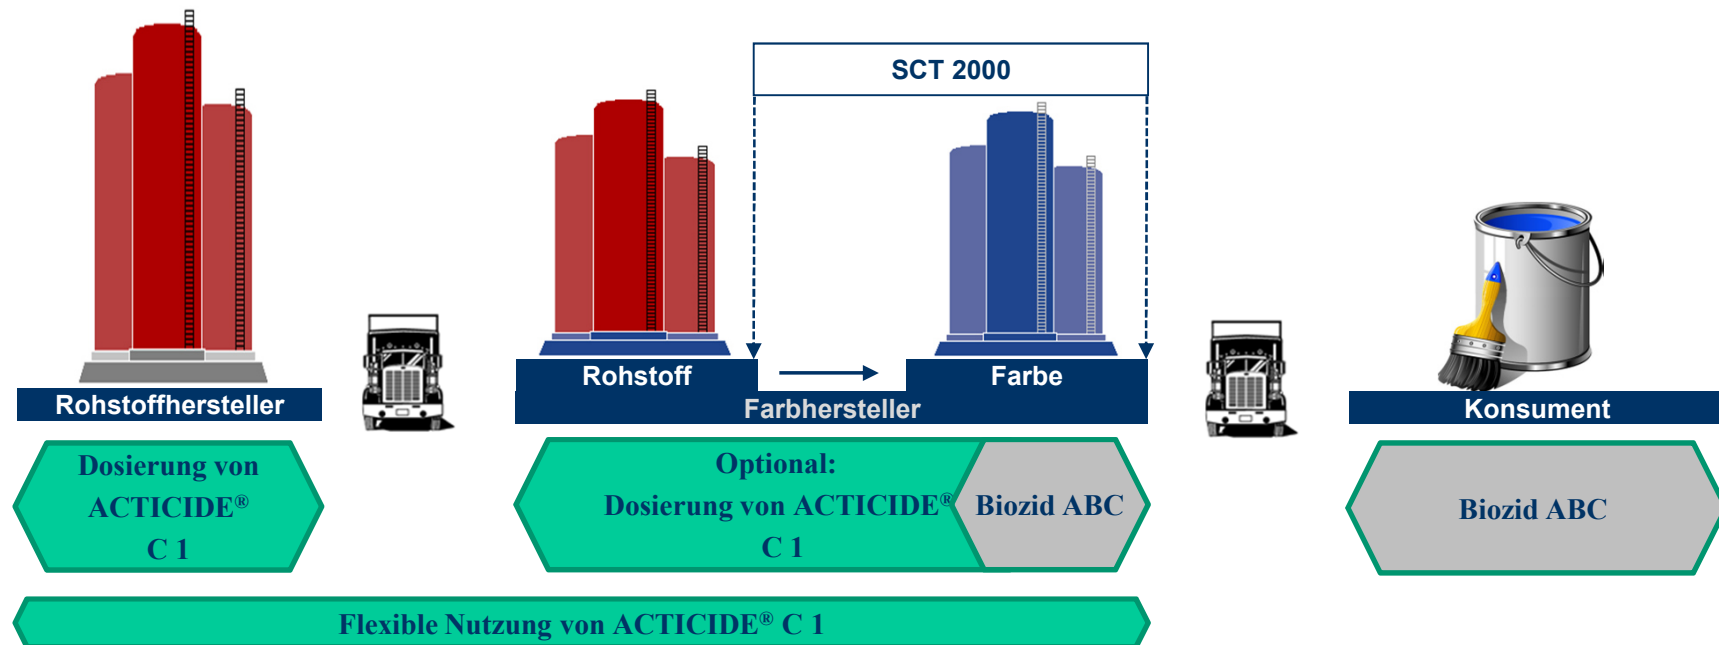 SCT 2000
Rohstoff
Farbe
Rohstoffhersteller
Farbhersteller
Konsument
Dosierung von
ACTICIDE®
C 1
Optional:
Dosierung von ACTICIDE®
C 1
Biozid ABC
Biozid ABC
Flexible Nutzung von ACTICIDE® C 1